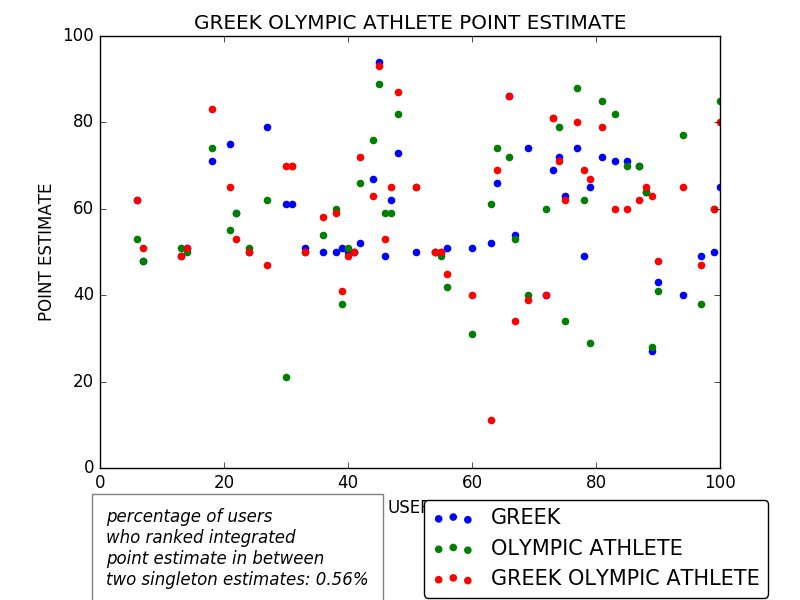 GREEK OLYMPIC ATHLETE POINT ESTIMATE
100
80
60
40
20
0
POINT ESTIMATE
0 20 40 60 80 100
GREEK
OLYMPIC ATHLETE
GREEK OLYMPIC ATHLETE
percentage of users
who ranked integrated
point estimate in between
two singleton estimates: 0.56%